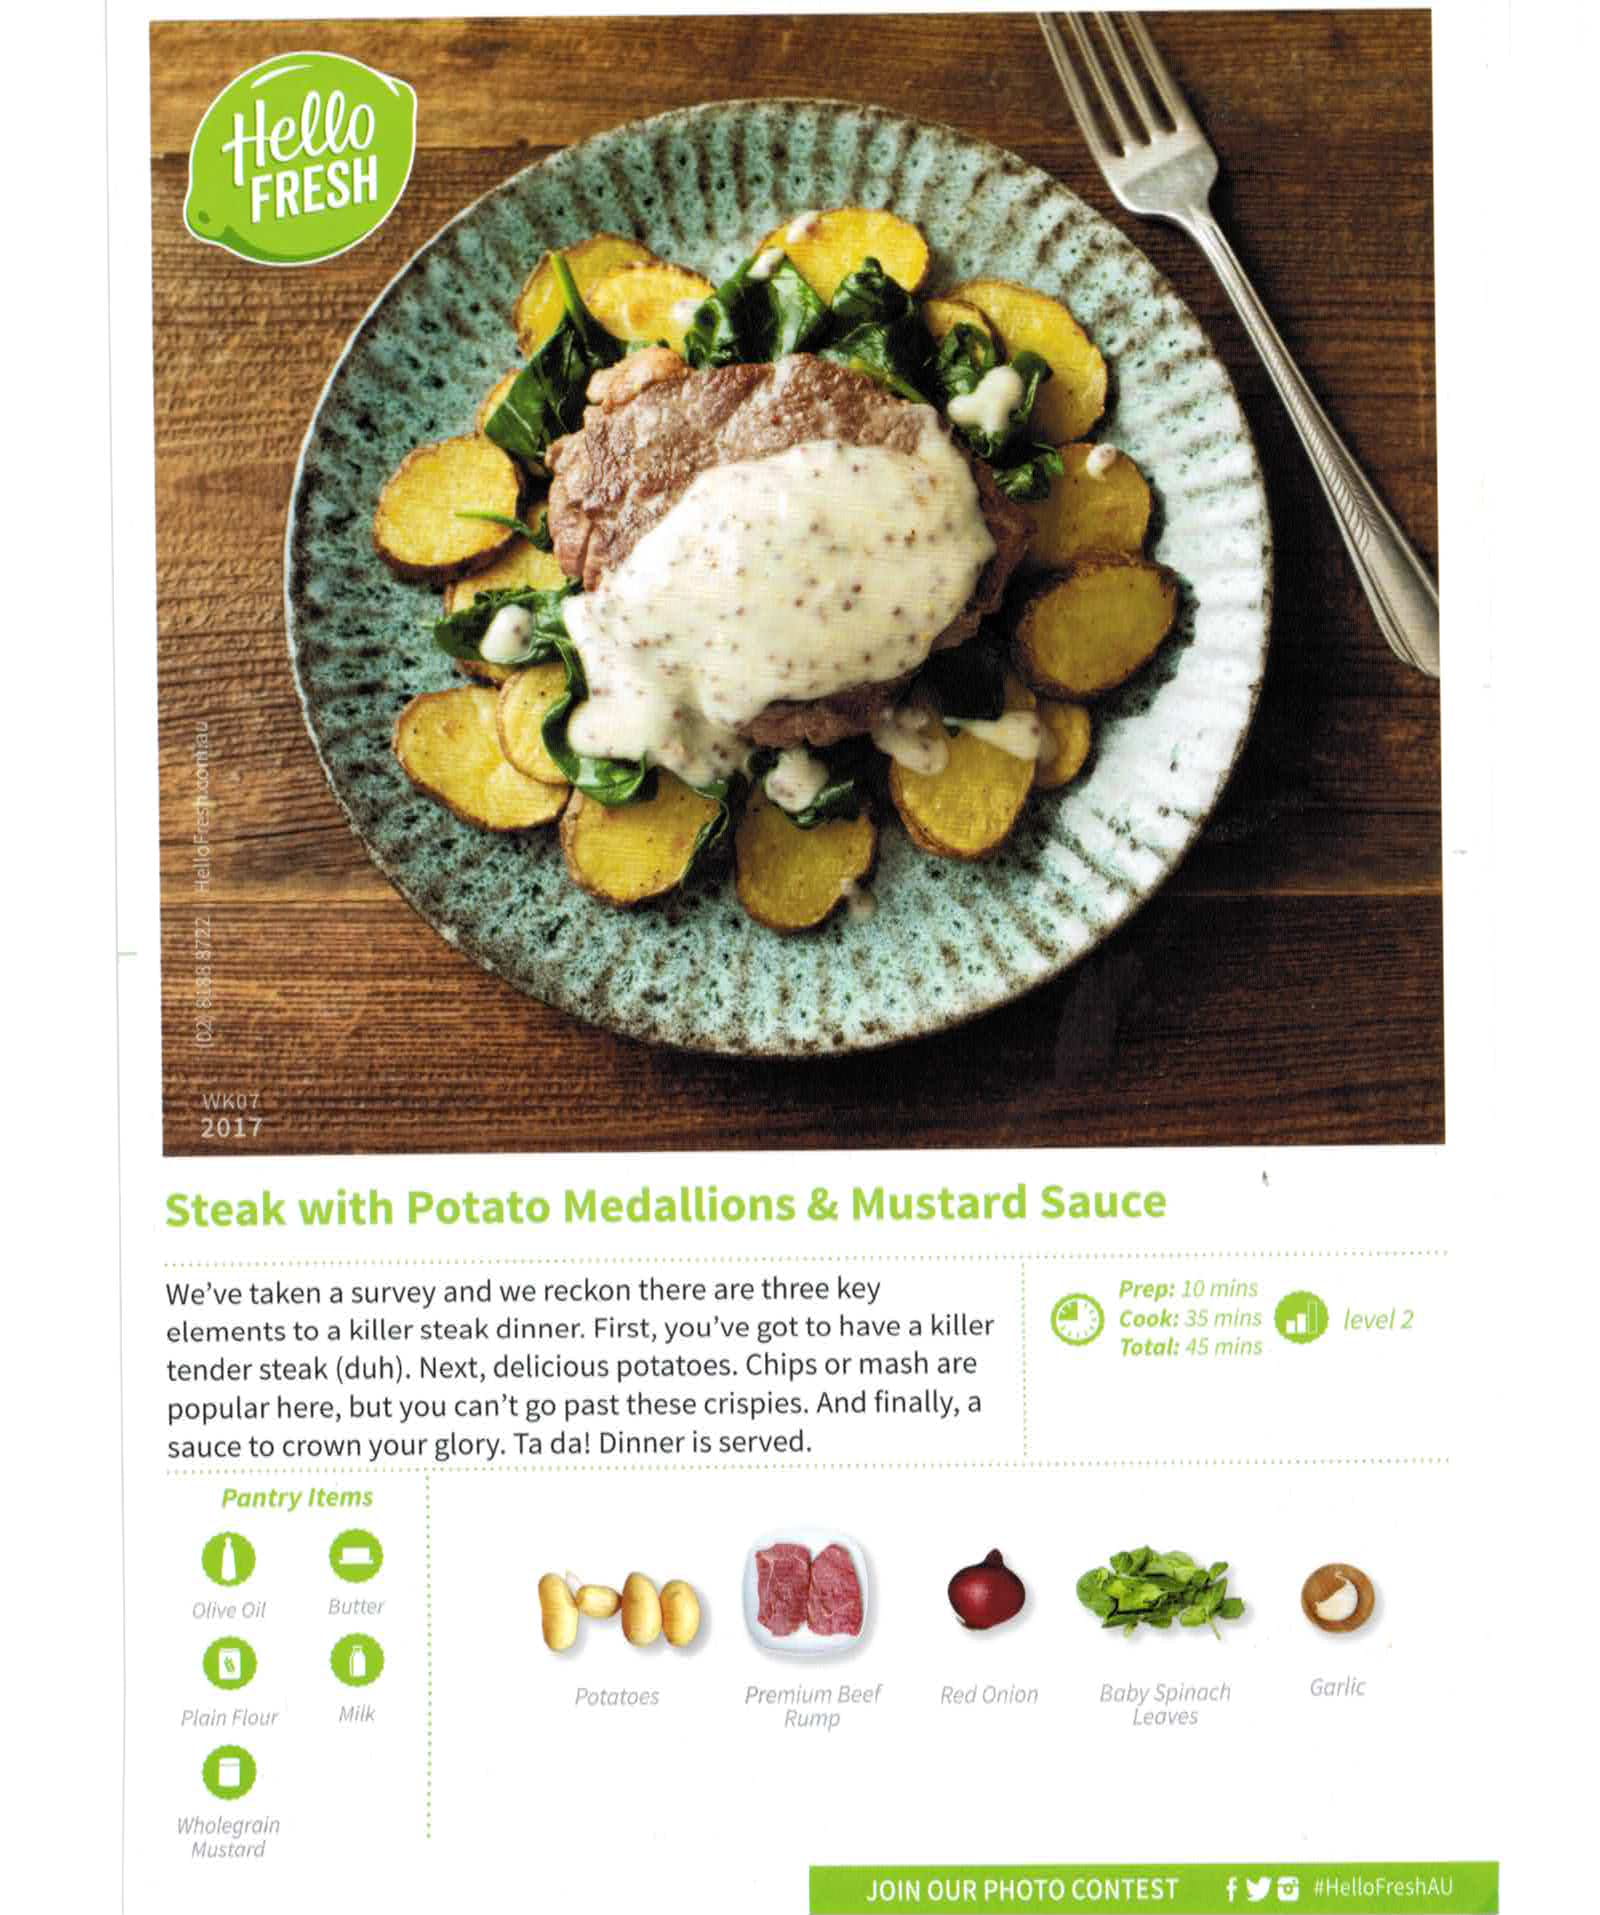 Hello
FRESH
(02) 8188 8722 | HelloFresh.com.au
WK07
2017
Steak with Potato Medallions & Mustard Sauce
We've taken a survey and we reckon there are three key
elements to a killer steak dinner. First, you've got to have a killer
tender steak (duh). Next, delicious potatoes. Chips or mash are
popular here, but you can't go past these crispies. And finally, a
sauce to crown your glory. Ta da! Dinner is served.
Prep: 10 mins
Cook: 35 mins
Total: 45 mins
level 2
Pantry Items
Olive Oil
Butter
Plain Flour
Milk
Wholegrain
Mustard
Potatoes
Premium Beef
Rump
Red Onion
Baby Spinach
Leaves
Garlic
JOIN OUR PHOTO CONTEST
#HelloFreshAU